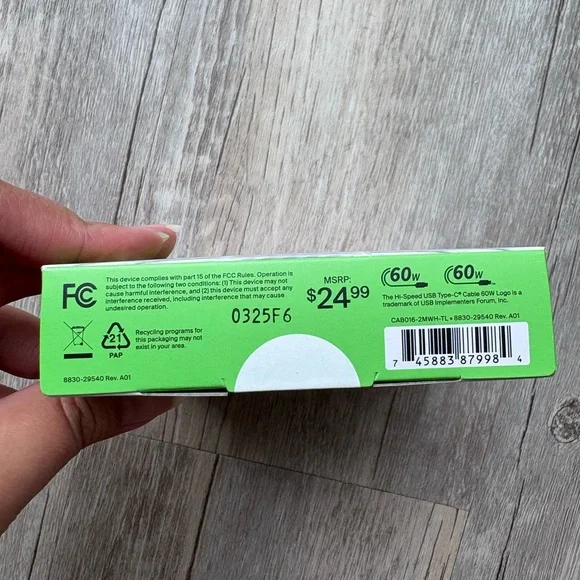 FC
This device complies with part 15 of the FCC Rules. Operation is
subject to the following two conditions: (1) This device may not
cause harmful interference, and (2) this device must accept any
interference received, including interference that may cause
undesired operation.
21
PAP
Recycling programs for
this packaging may not
exist in your area.
8830-29540 Rev. A01
0325F6
MSRP:
$24.99
60W 60W
The Hi-Speed USB Type-C® Cable 60W Logo is a
trademark of USB Implementers Forum, Inc.
CAB016-2MWH-TL • 8830-29540 Rev. A01
7 45883 87998 4